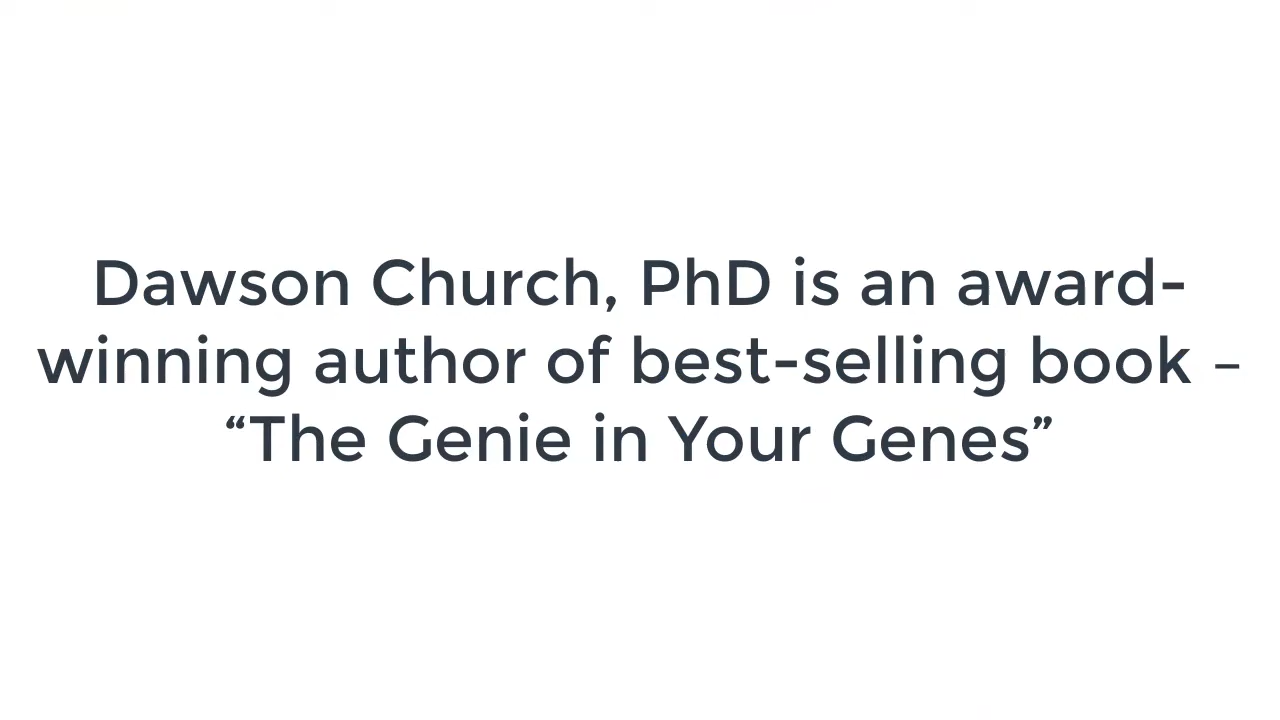 Dawson Church, PhD is an award-
winning author of best-selling book –
“The Genie in Your Genes”